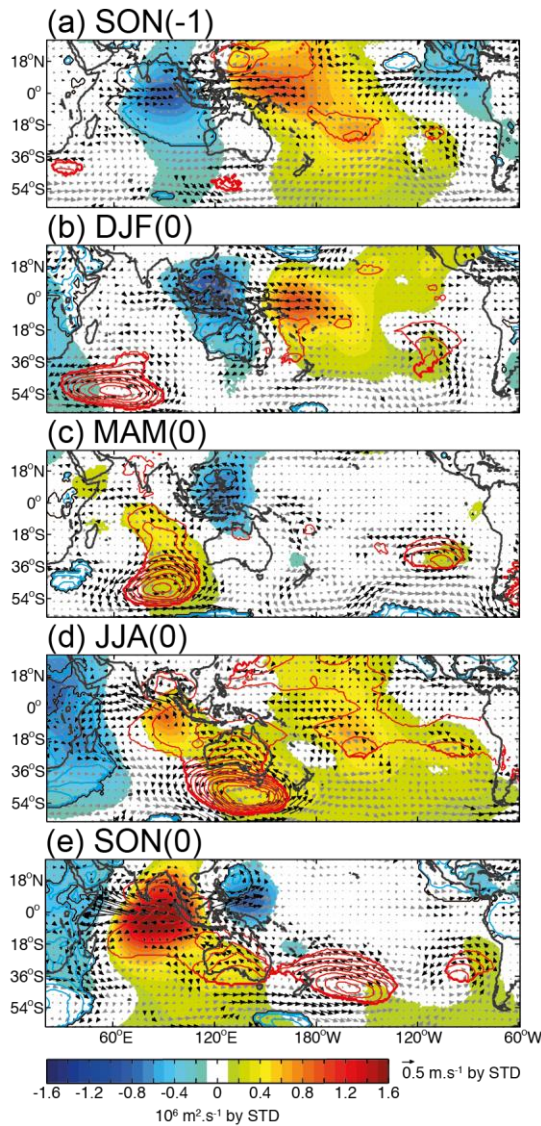 (a) SON(-1)
18°N
0°
18°S
36°S
54°S
(b) DJF(0)
18°N
0°
18°S
36°S
54°S
(c) MAM(0)
18°N
0°
18°S
36°S
54°S
(d) JJA(0)
18°N
0°
18°S
36°S
54°S
(e) SON(0)
18°N
0°
18°S
36°S
54°S
60°E 120°E 180°W 120°W 60°W
-1.6 -1.2 -0.8 -0.4 0 0.4 0.8 1.2 1.6
0.5 m.s⁻¹ by STD
10⁶ m².s⁻¹ by STD